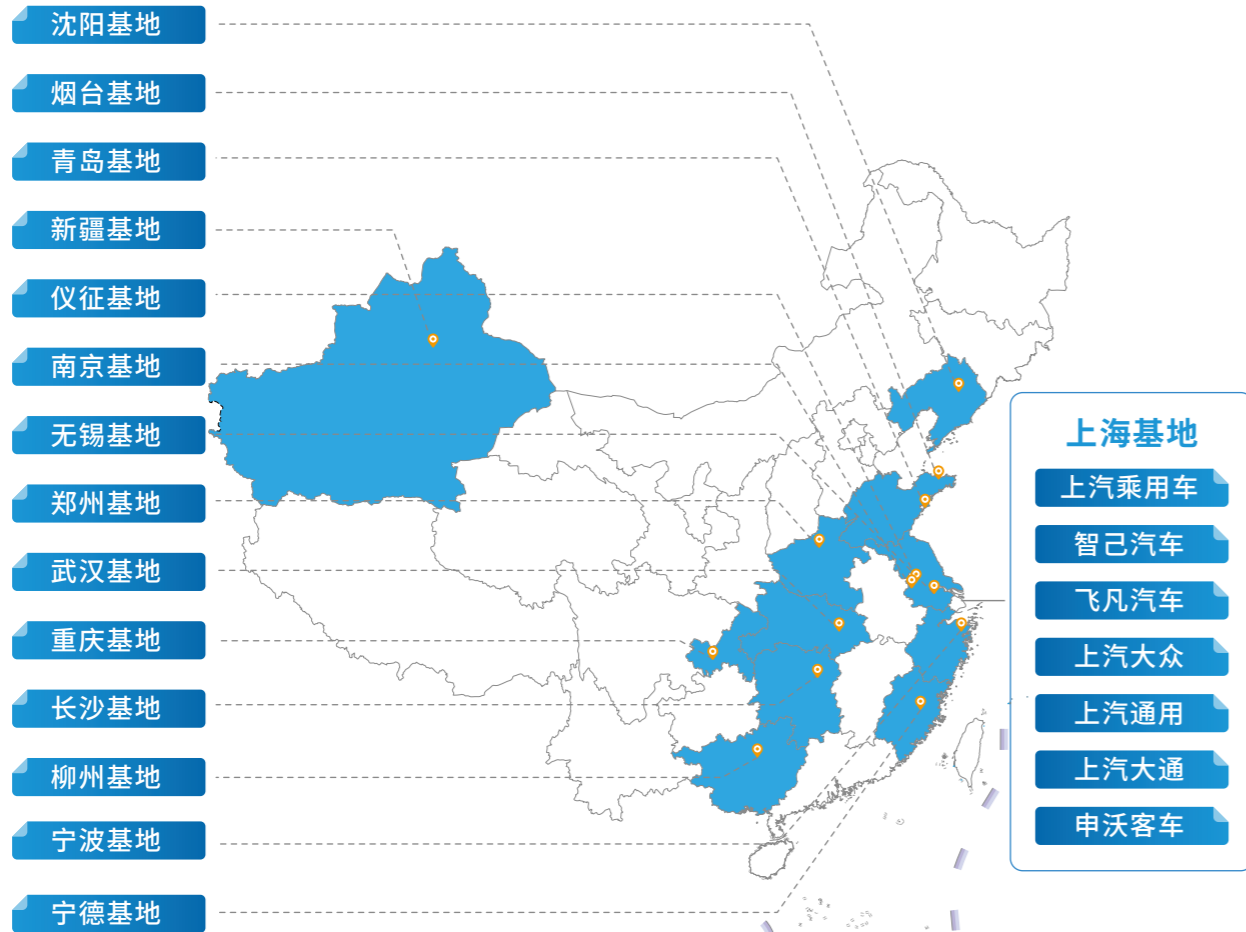 沈阳基地
烟台基地
青岛基地
新疆基地
仪征基地
南京基地
无锡基地
郑州基地
武汉基地
重庆基地
长沙基地
柳州基地
宁波基地
宁德基地
上海基地
上汽乘用车
智己汽车
飞凡汽车
上汽大众
上汽通用
上汽大通
申沃客车